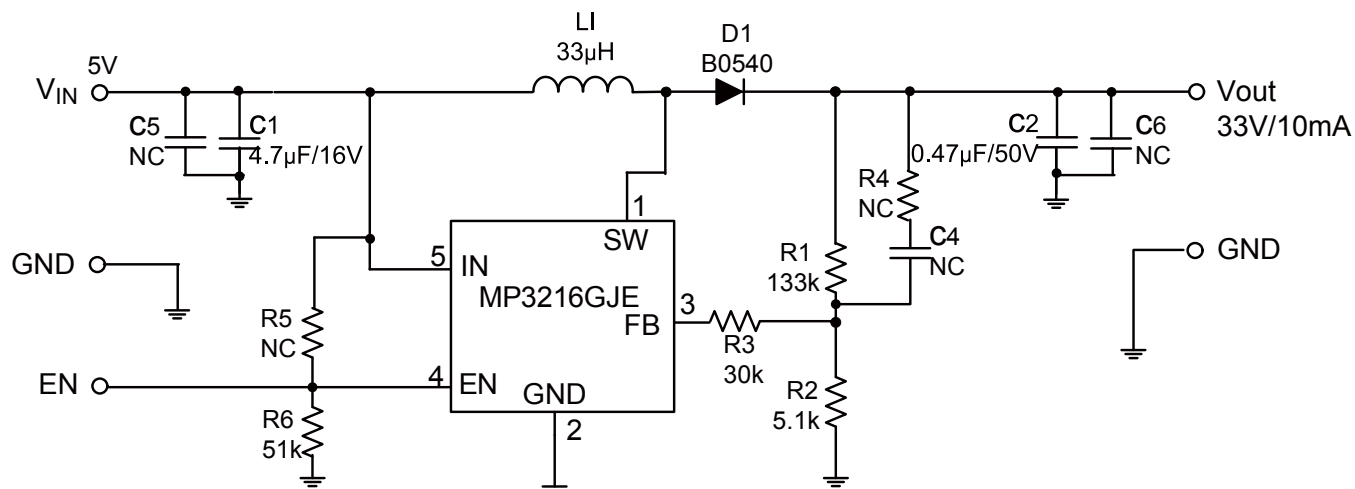 LI
33µH
D1
B0540
5V
VIN
C5
NC
C1
4.7µF/16V
C2
0.47µF/50V
C6
NC
Vout
33V/10mA
R4
NC
C4
NC
1
SW
GND
5
IN
MP3216GJE
3
FB
R1
133k
GND
R5
NC
R3
30k
EN
4
EN
GND
2
R6
51k
R2
5.1k